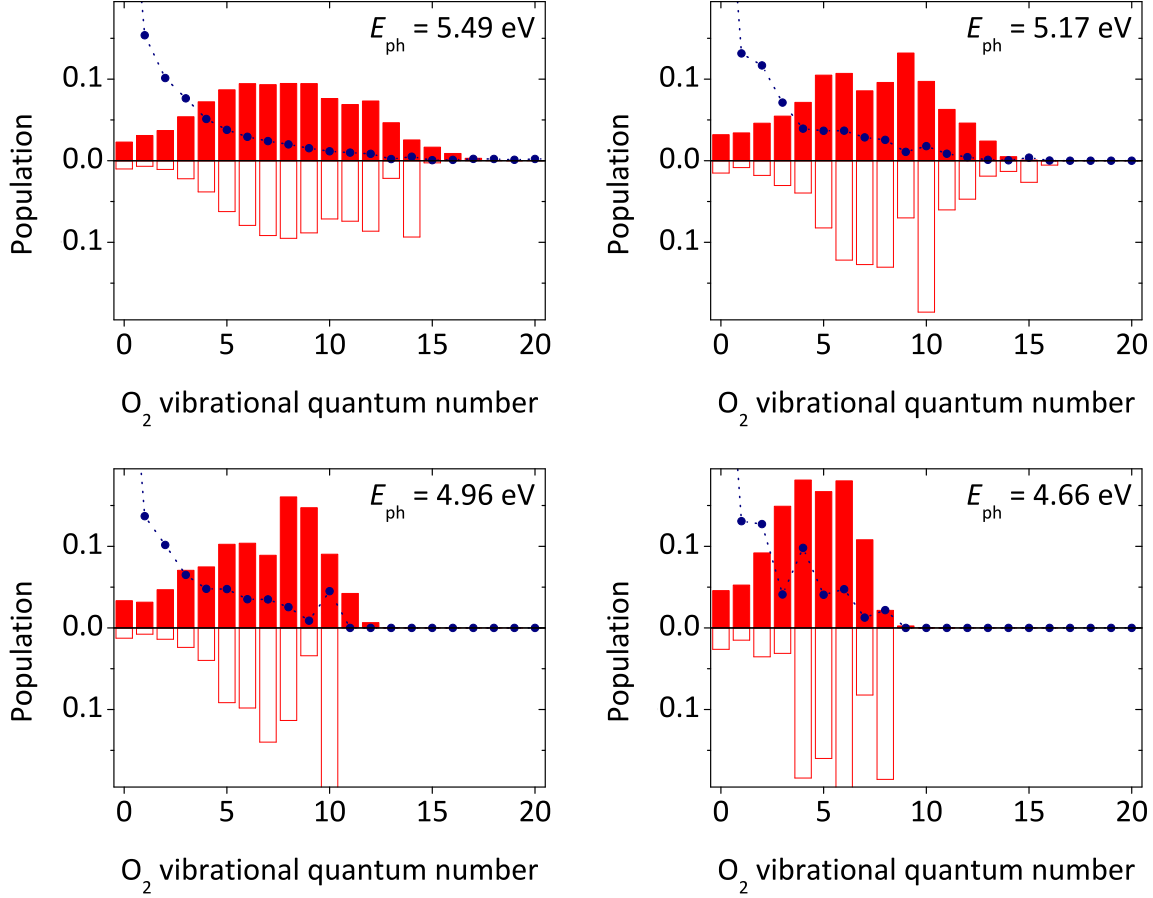 E_ph = 5.49 eV
0.1
0.0
0.1
Population
0 5 10 15 20
O₂ vibrational quantum number
E_ph = 5.17 eV
0.1
0.0
0.1
Population
0 5 10 15 20
O₂ vibrational quantum number
E_ph = 4.96 eV
0.1
0.0
0.1
Population
0 5 10 15 20
O₂ vibrational quantum number
E_ph = 4.66 eV
0.1
0.0
0.1
Population
0 5 10 15 20
O₂ vibrational quantum number